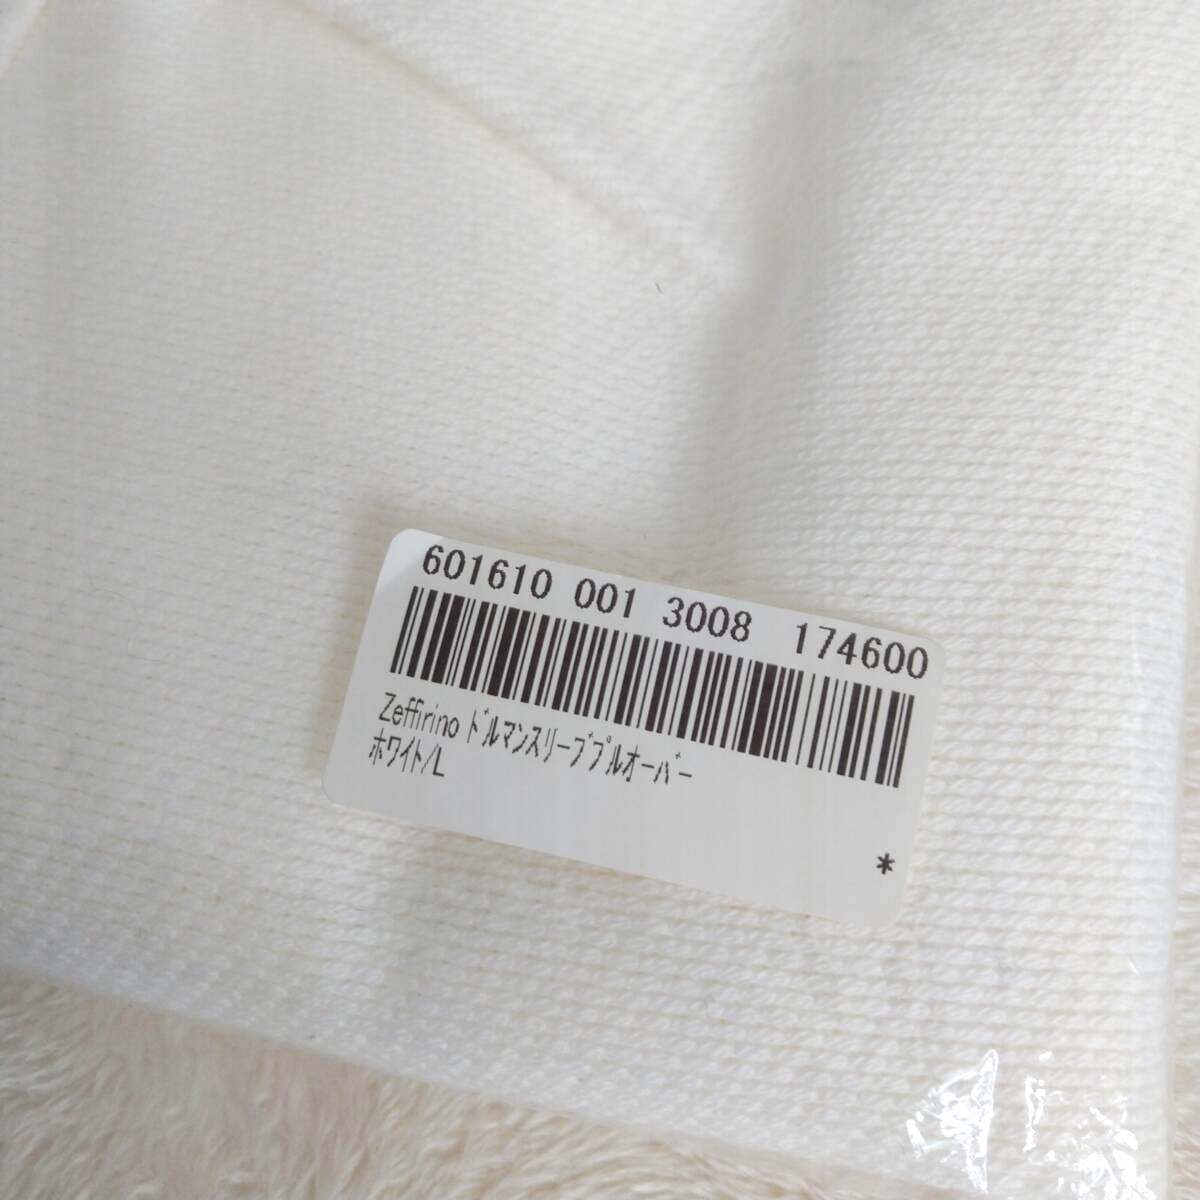 601610 001 3008 174600
Zeffirino ﾄﾞﾙﾏﾝｽﾘｰﾌﾞﾌﾟﾙｵｰﾊﾞｰ
ﾎﾜｲﾄ/L
*